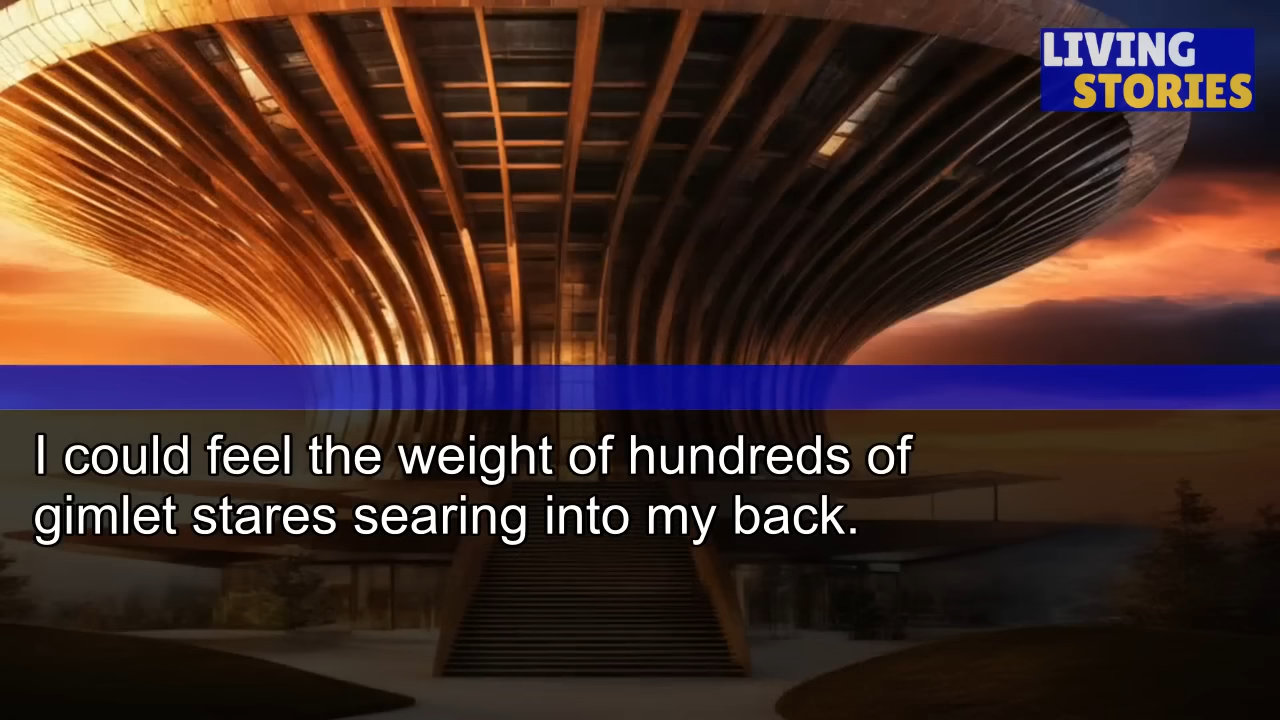 LIVING
STORIES
I could feel the weight of hundreds of
gimlet stares searing into my back.